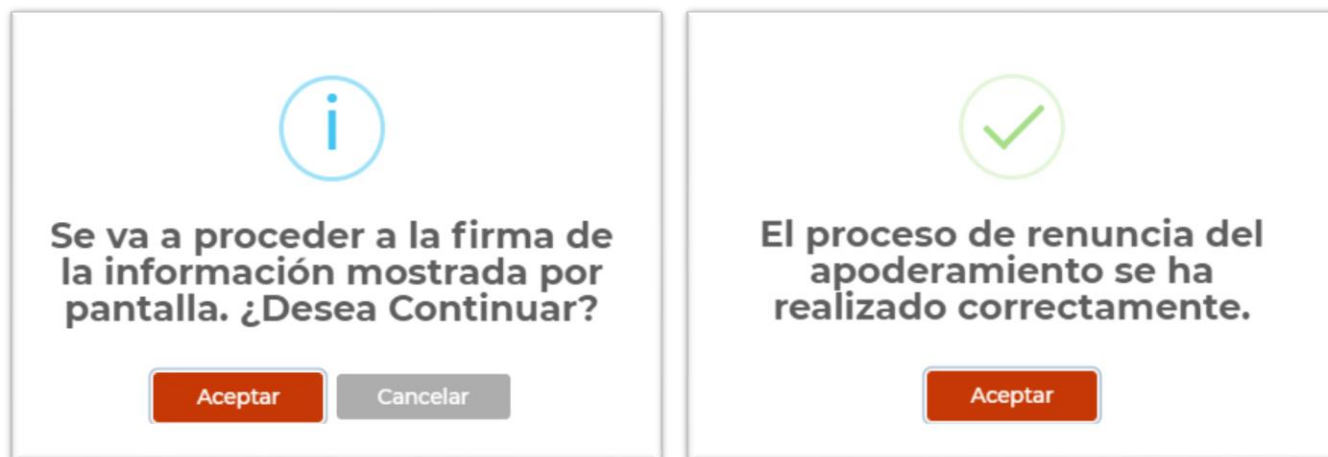 Se va a proceder a la firma de
la información mostrada por
pantalla. ¿Desea Continuar?
Aceptar
Cancelar
El proceso de renuncia del
apoderamiento se ha
realizado correctamente.
Aceptar